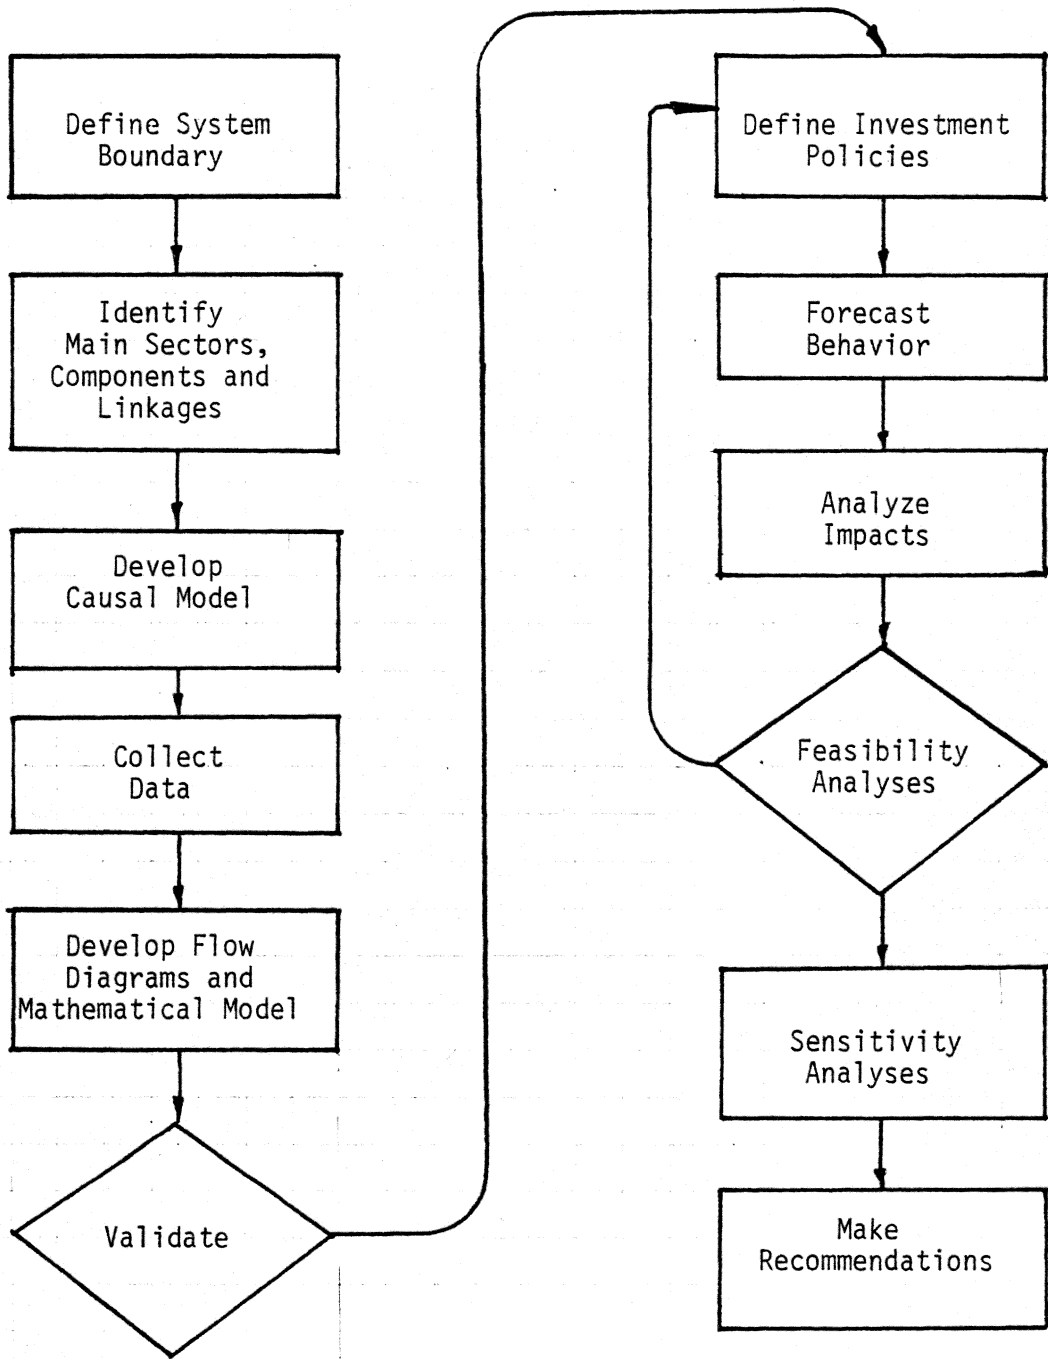 Define System
Boundary
Identify
Main Sectors,
Components and
Linkages
Develop
Causal Model
Collect
Data
Develop Flow
Diagrams and
Mathematical Model
Validate
Define Investment
Policies
Forecast
Behavior
Analyze
Impacts
Feasibility
Analyses
Sensitivity
Analyses
Make
Recommendations